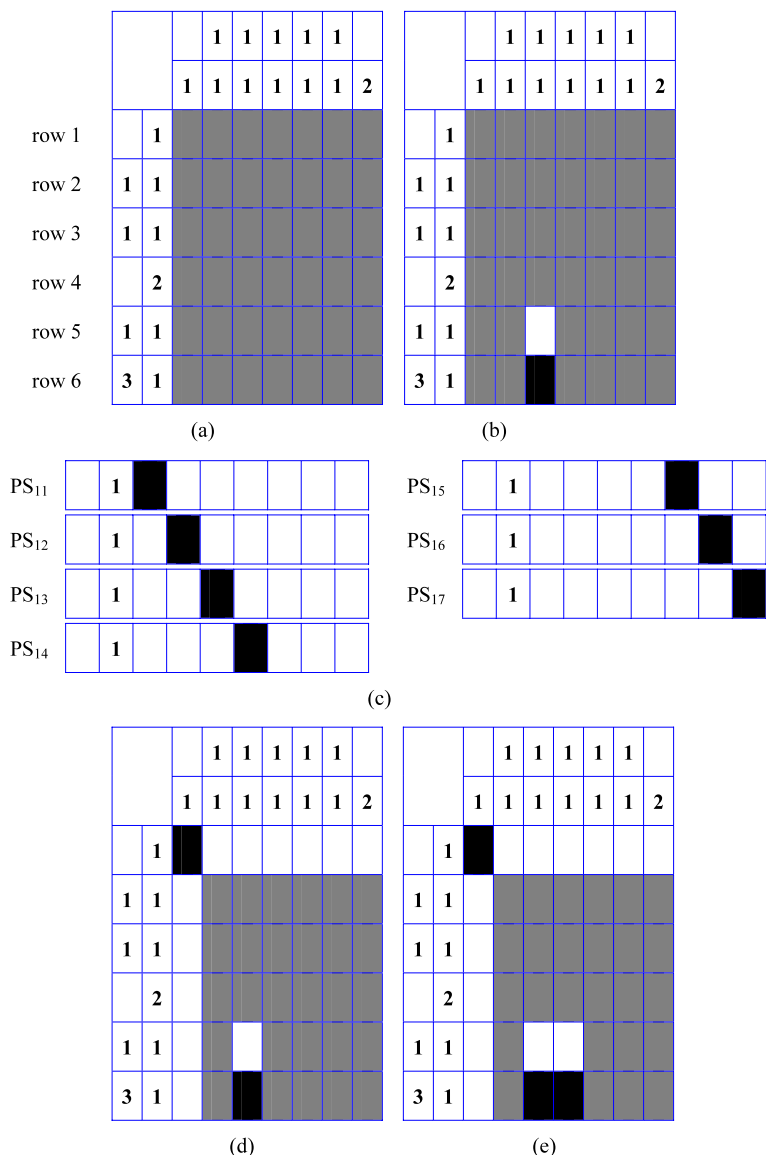 1 1 1 1 1 1 1 1 1 1
1 1 1 1 1 1 2 1 1 1 1 1 1 2
row 1 1 1
row 2 1 1 1 1
row 3 1 1 1 1
row 4 2 2
row 5 1 1 1 1
row 6 3 1 3 1
(a) (b)
PS11 1 PS15 1
PS12 1 PS16 1
PS13 1 PS17 1
PS14 1
(c)
1 1 1 1 1 1 1 1 1 1
1 1 1 1 1 1 2 1 1 1 1 1 1 2
1 1
1 1 1 1
1 1 1 1
2 2
1 1 1 1
3 1 3 1
(d) (e)